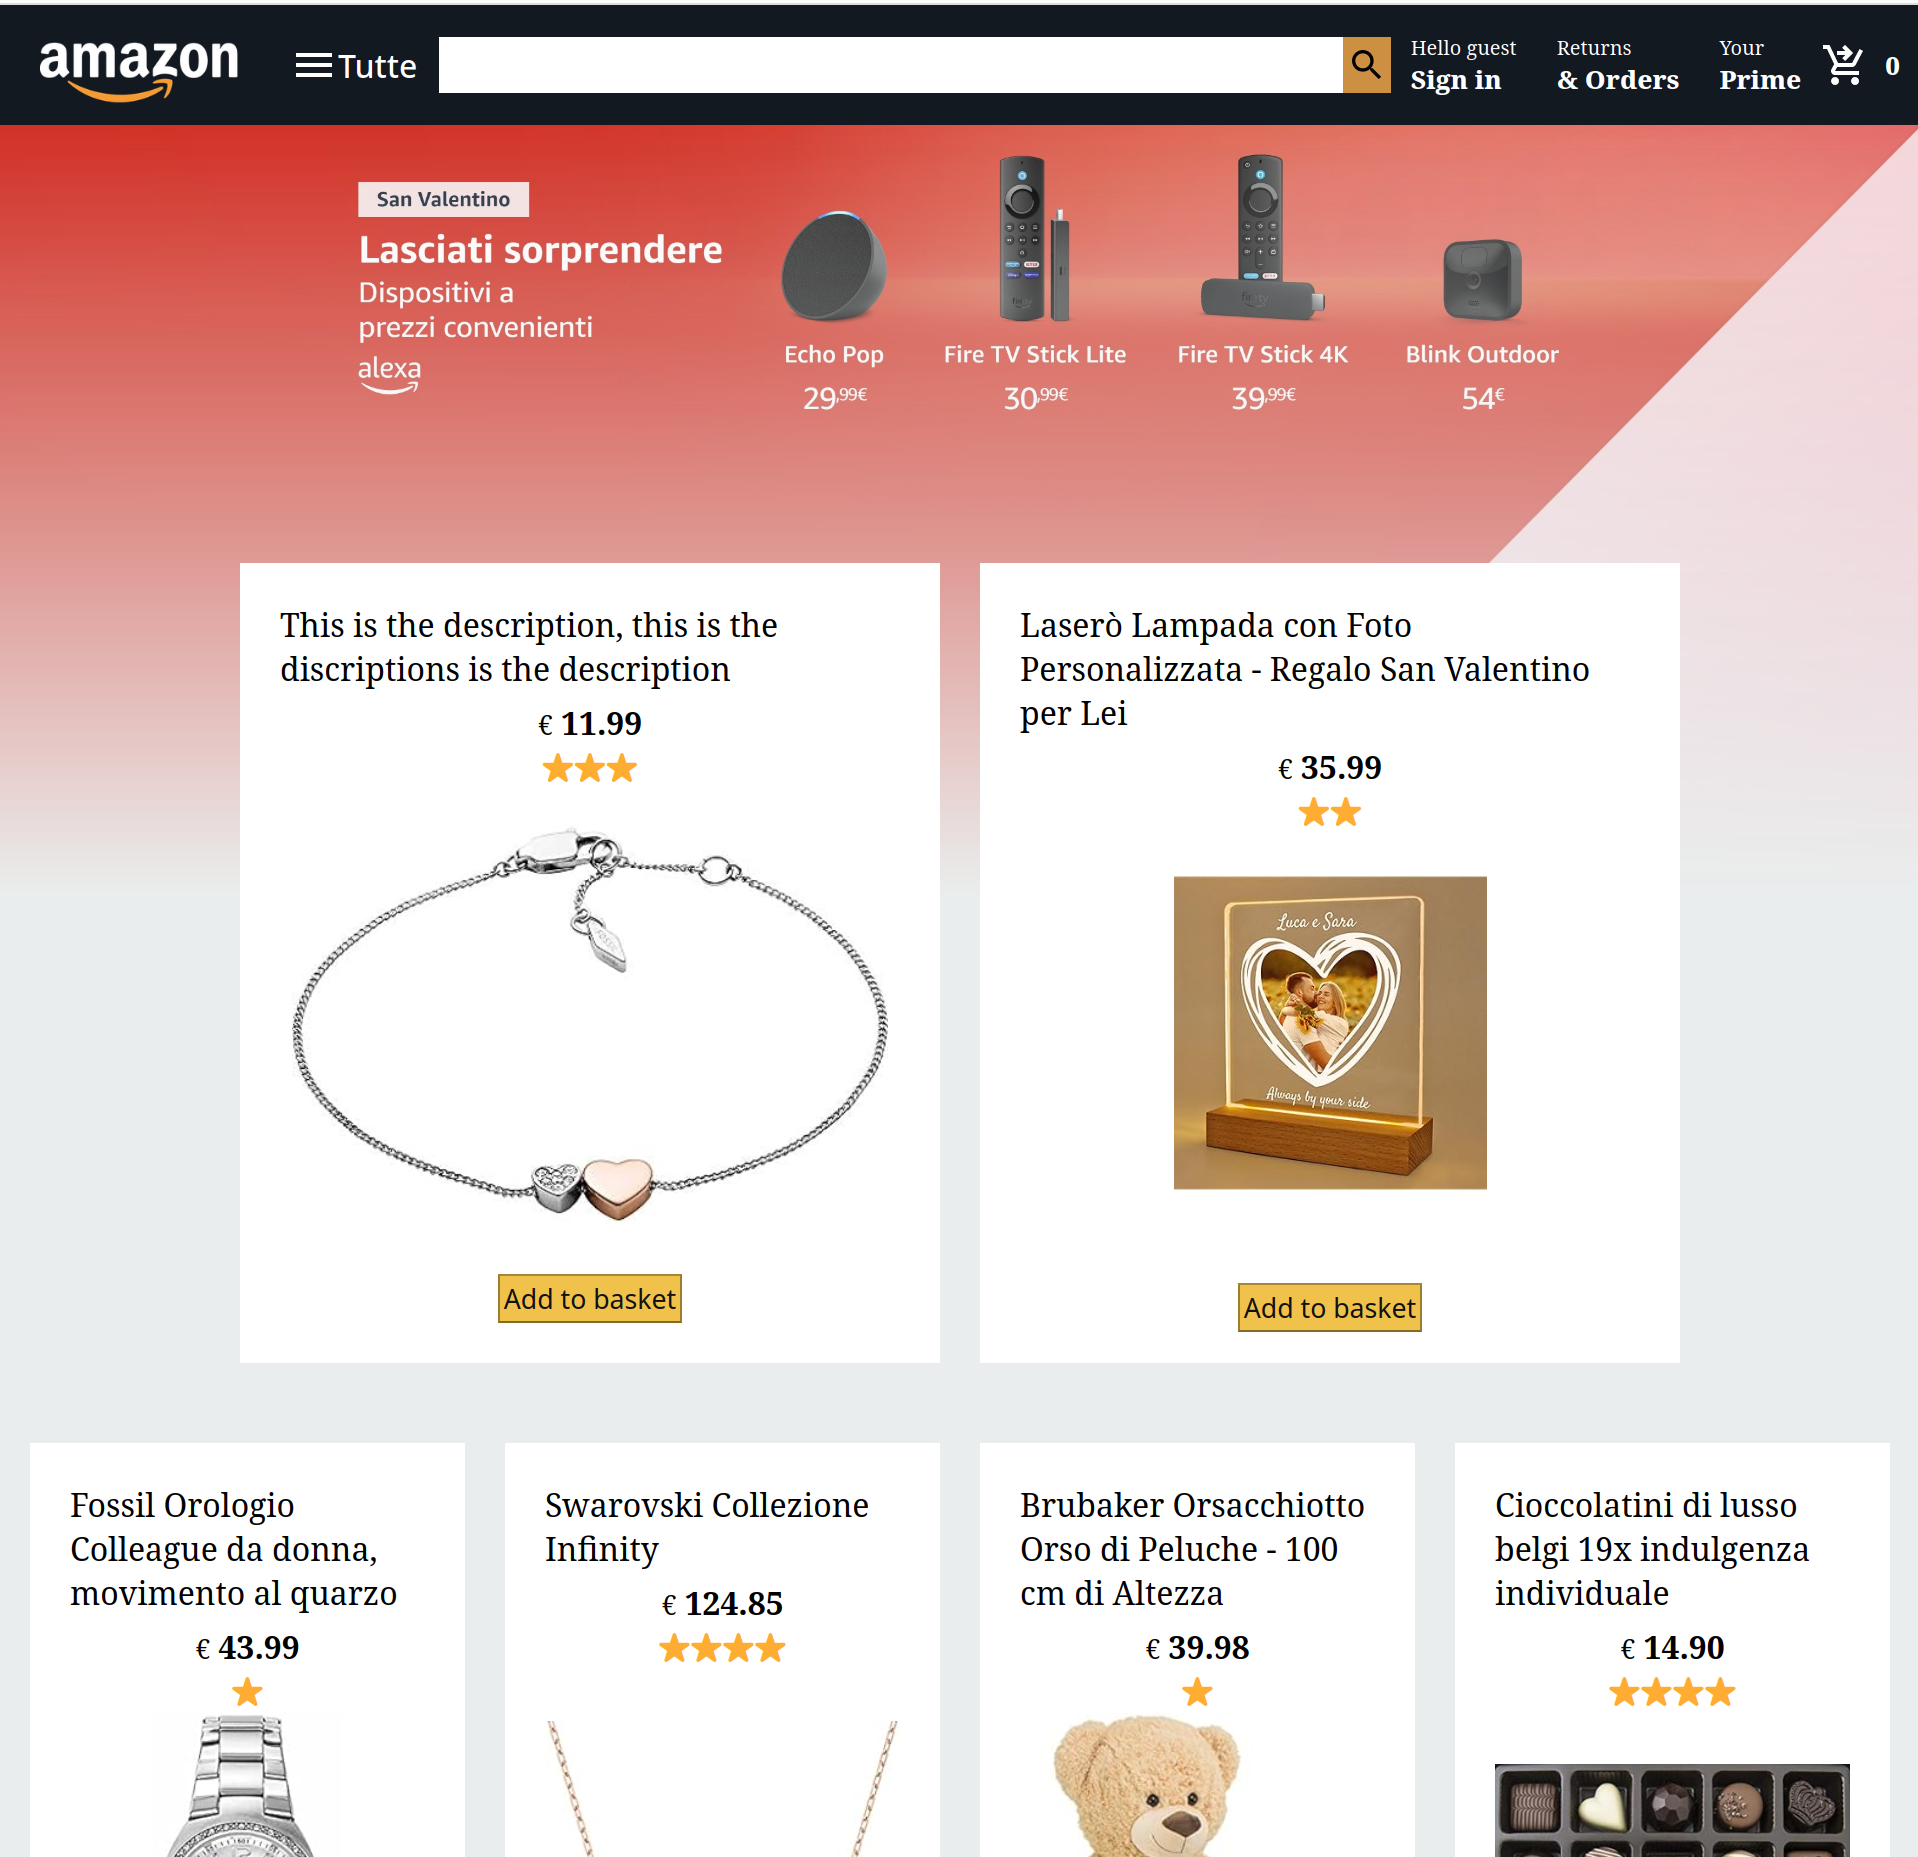 amazon
Tutte
Hello guest
Sign in
Returns
& Orders
Your
Prime
0
San Valentino
Lasciati sorprendere
Dispositivi a
prezzi convenienti
alexa
Echo Pop
29,99€
Fire TV Stick Lite
30,99€
Fire TV Stick 4K
39,99€
Blink Outdoor
54€
This is the description, this is the
discriptions is the description
€ 11.99
Add to basket
Laserò Lampada con Foto
Personalizzata - Regalo San Valentino
per Lei
€ 35.99
Luca e Sara
Always by your side
Add to basket
Fossil Orologio
Colleague da donna,
movimento al quarzo
€ 43.99
Swarovski Collezione
Infinity
€ 124.85
Brubaker Orsacchiotto
Orso di Peluche - 100
cm di Altezza
€ 39.98
Cioccolatini di lusso
belgi 19x indulgenza
individuale
€ 14.90